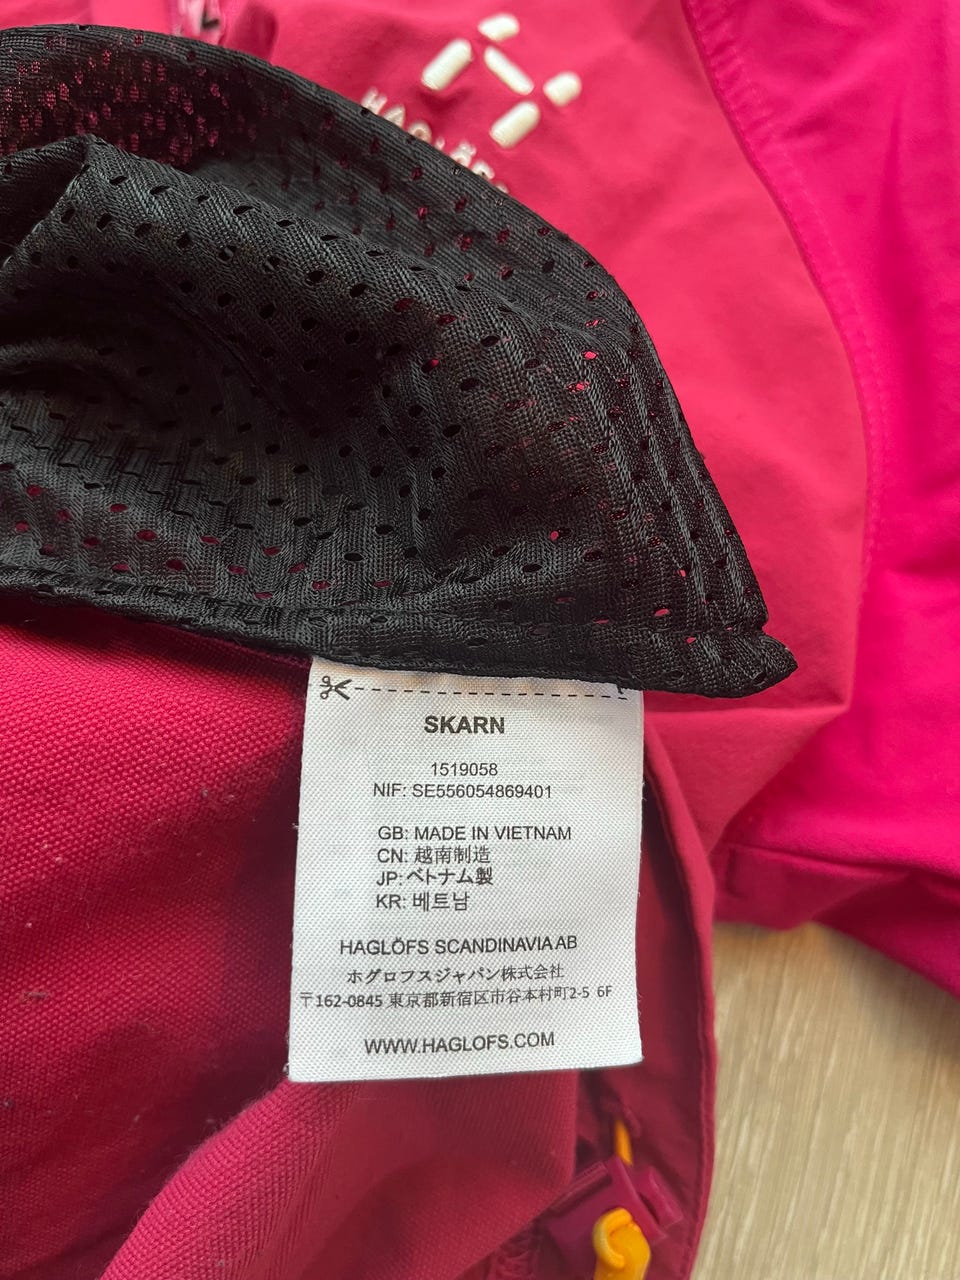 HAGLÖFS
SKARN
1519058
NIF: SE556054869401
GB: MADE IN VIETNAM
CN: 越南制造
JP: ベトナム製
KR: 베트남
HAGLÖFS SCANDINAVIA AB
ホグロフスジャパン株式会社
〒162-0845 東京都新宿区市谷本村町2-5 6F
WWW.HAGLOFS.COM